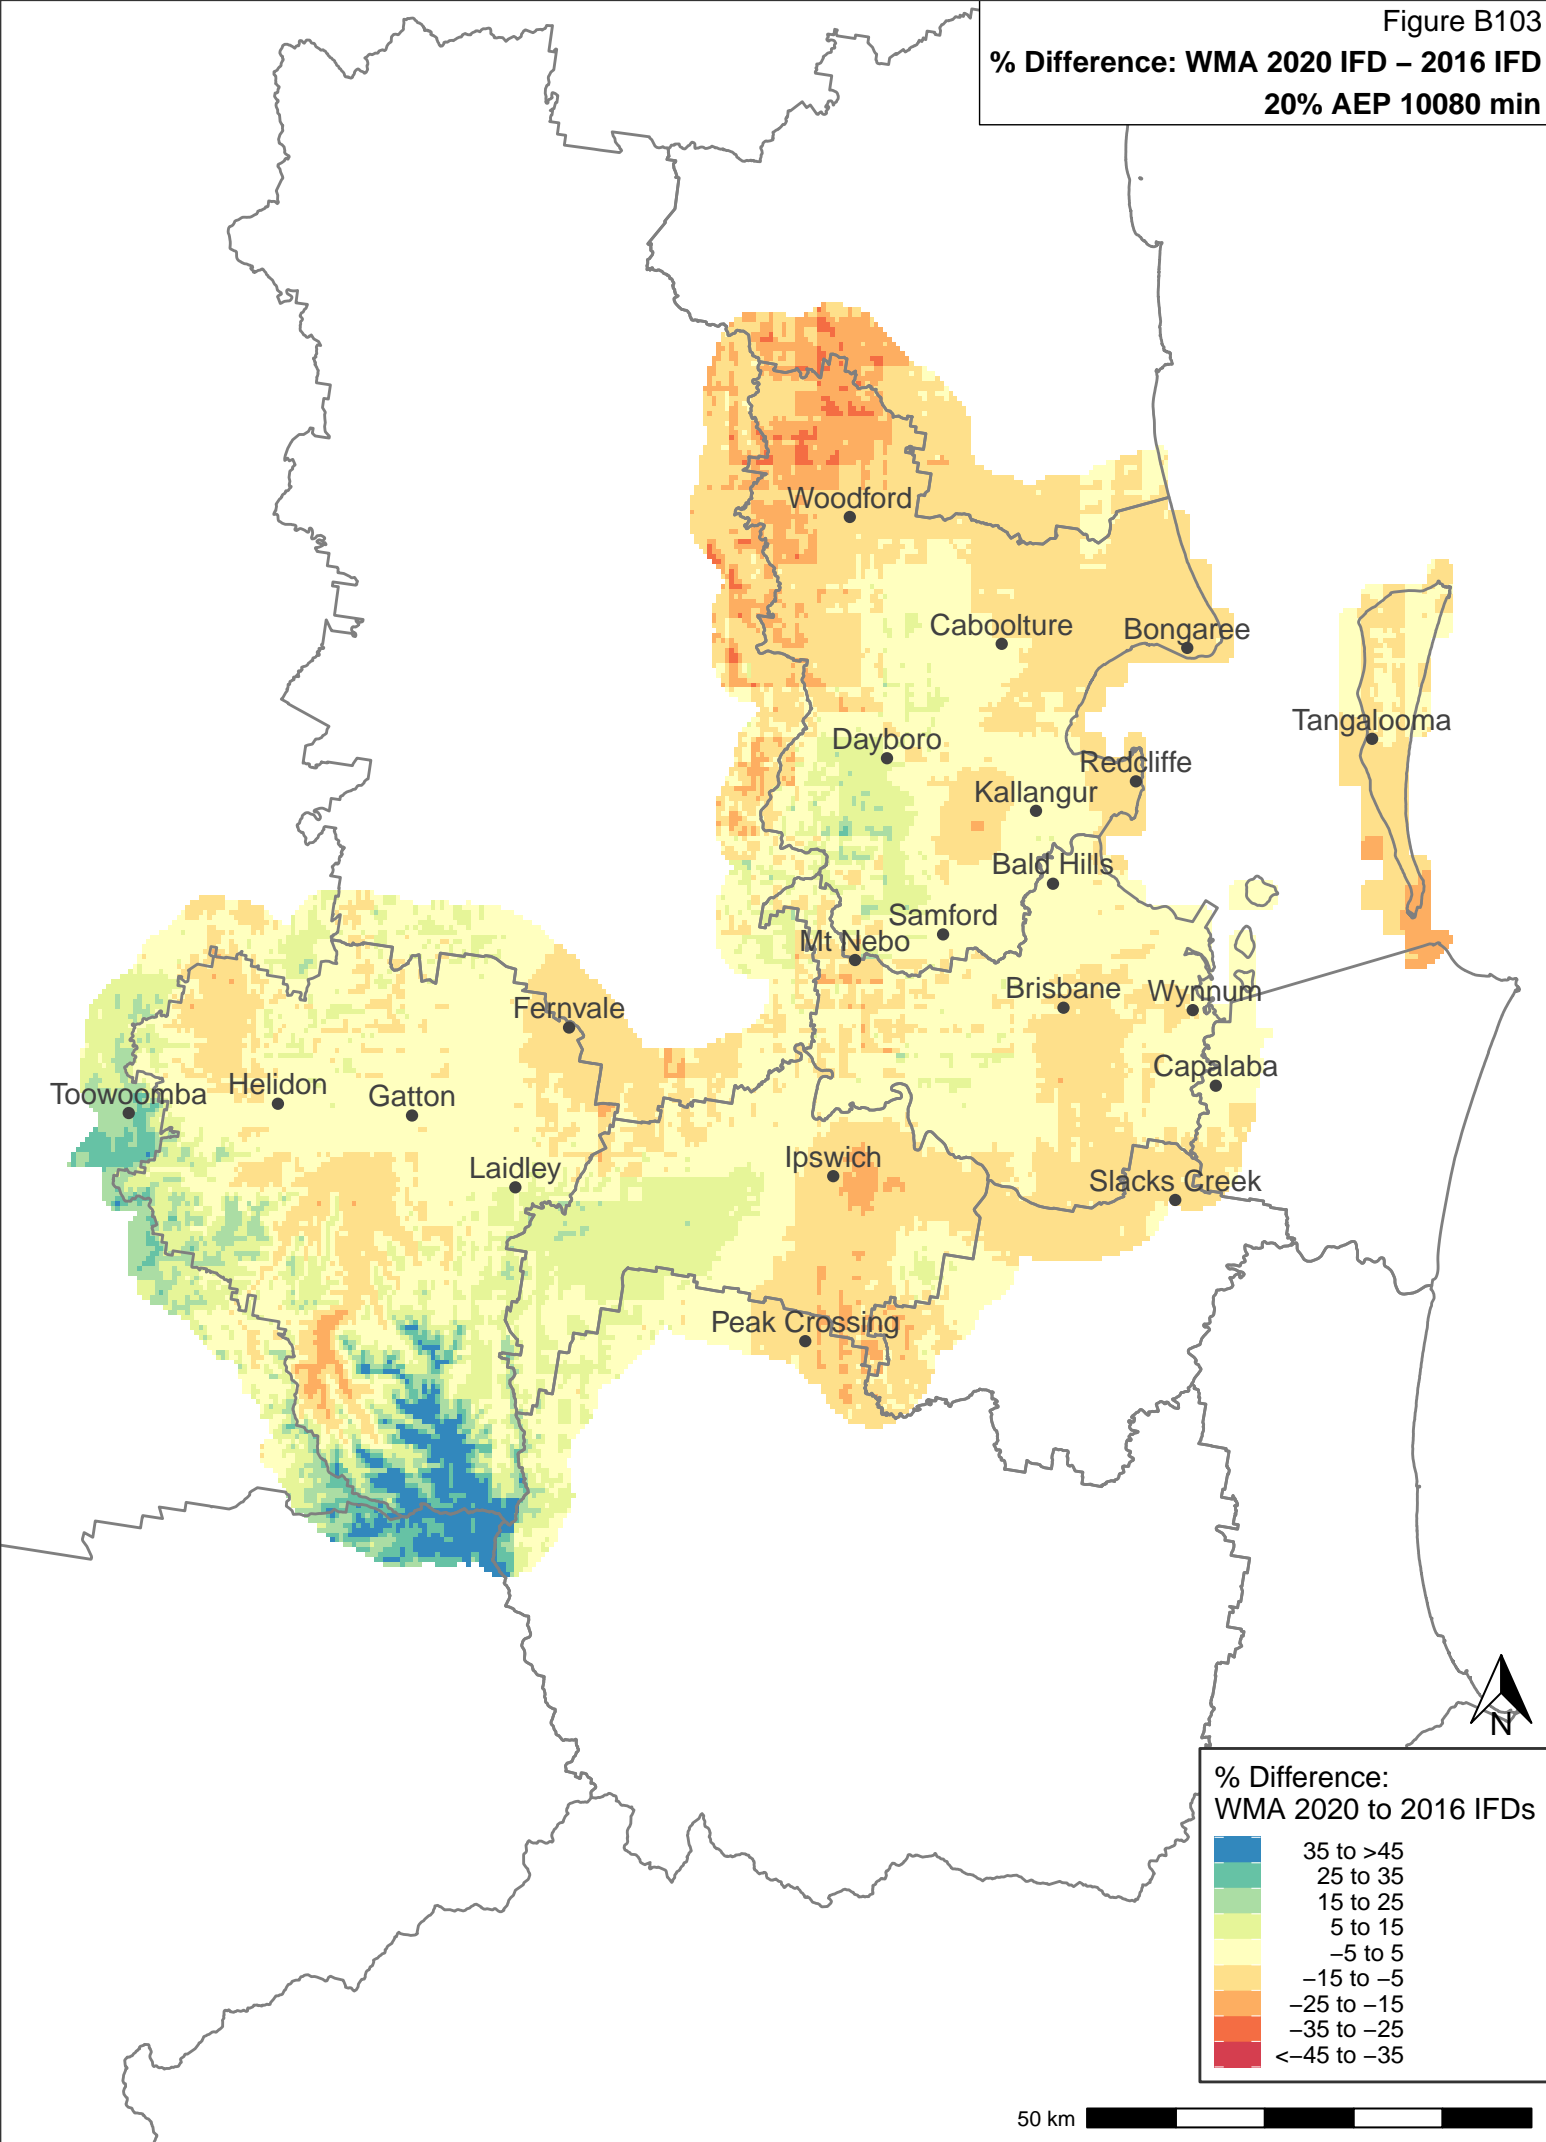 Figure B103
% Difference: WMA 2020 IFD − 2016 IFD
20% AEP 10080 min
Woodford
Caboolture
Bongaree
Tangalooma
Dayboro
Redcliffe
Kallangur
Bald Hills
Samford
Mt Nebo
Brisbane
Wynnum
Fernvale
Capalaba
Toowoomba
Helidon
Gatton
Ipswich
Laidley
Slacks Creek
Peak Crossing
N
% Difference:
WMA 2020 to 2016 IFDs
35 to >45
25 to 35
15 to 25
5 to 15
−5 to 5
−15 to −5
−25 to −15
−35 to −25
<−45 to −35
50 km